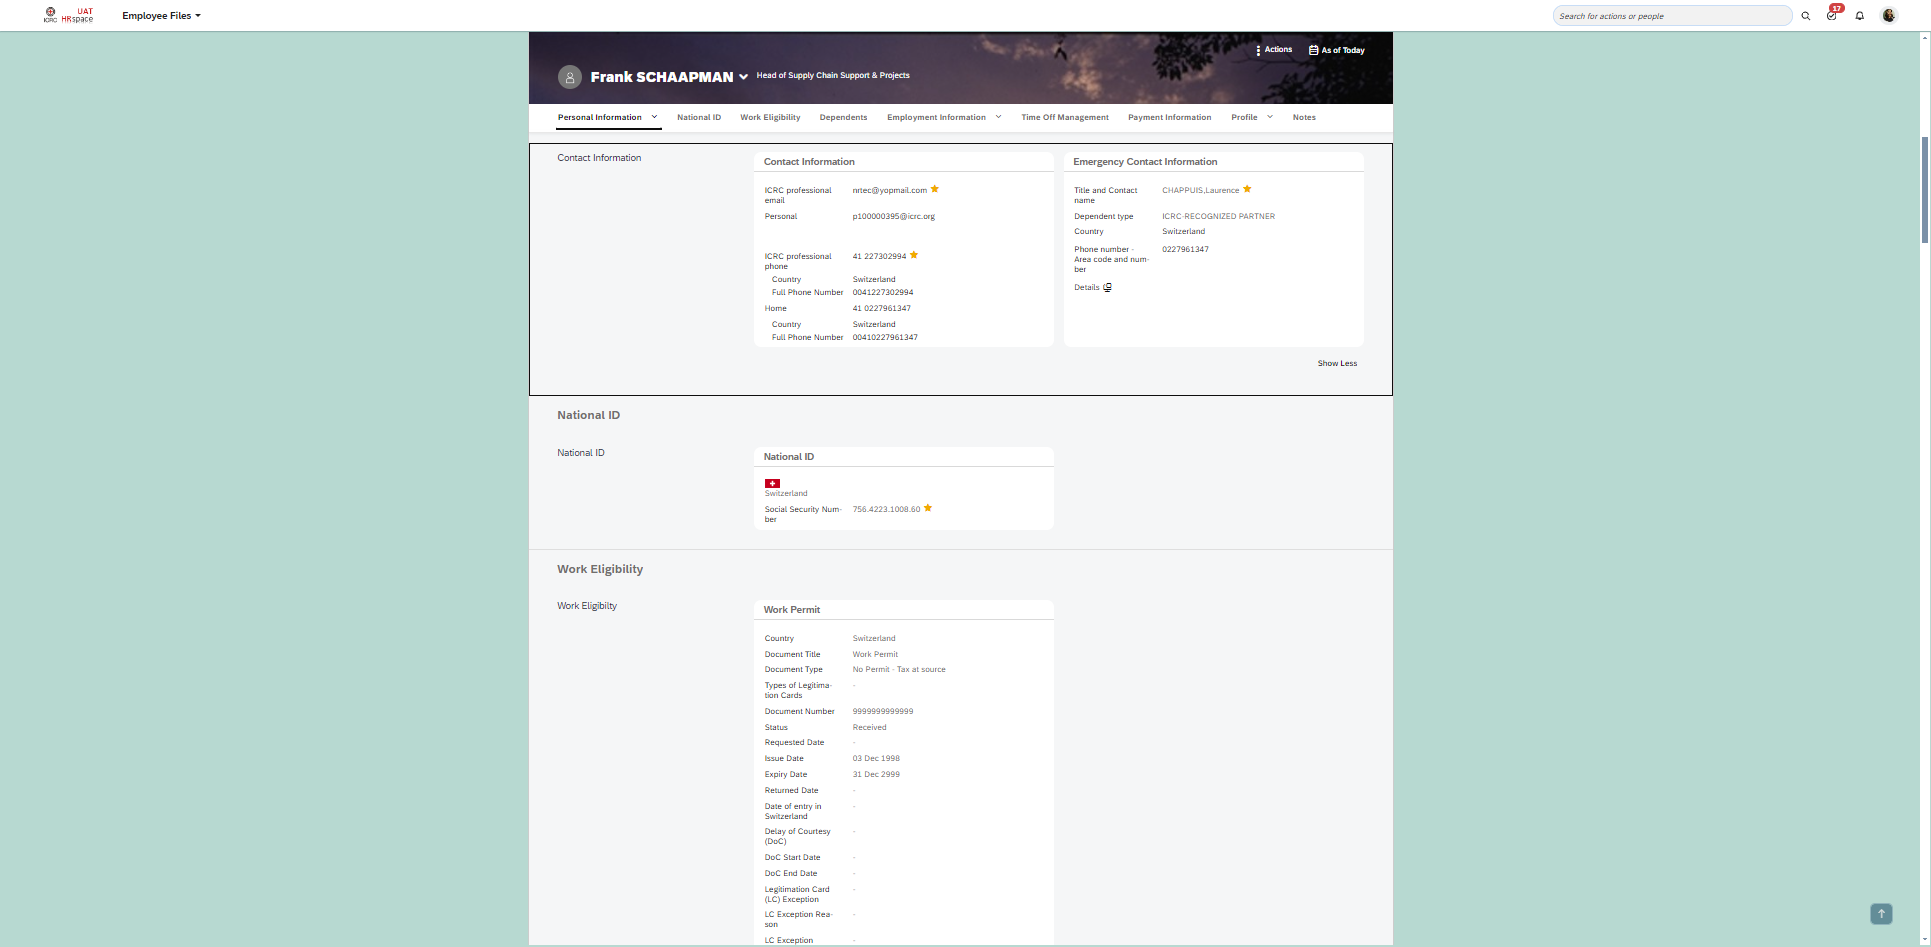 ICRC UAT HRspace
Employee Files
Search for actions or people
17
Actions
As of Today
Frank SCHAAPMAN
Head of Supply Chain Support & Projects
Personal Information
National ID
Work Eligibility
Dependents
Employment Information
Time Off Management
Payment Information
Profile
Notes
Contact Information
Contact Information
ICRC professional
email
nrtec@yopmail.com
Personal
p100000395@icrc.org
ICRC professional
phone
41 227302994
Country
Switzerland
Full Phone Number
0041227302994
Home
41 0227961347
Country
Switzerland
Full Phone Number
00410227961347
Emergency Contact Information
Title and Contact
name
CHAPPUIS,Laurence
Dependent type
ICRC-RECOGNIZED PARTNER
Country
Switzerland
Phone number -
Area code and num-
ber
0227961347
Details
Show Less
National ID
National ID
National ID
Switzerland
Social Security Num-
ber
756.4223.1008.60
Work Eligibility
Work Eligibilty
Work Permit
Country
Switzerland
Document Title
Work Permit
Document Type
No Permit - Tax at source
Types of Legitima-
tion Cards
-
Document Number
9999999999999
Status
Received
Requested Date
-
Issue Date
03 Dec 1998
Expiry Date
31 Dec 2999
Returned Date
-
Date of entry in
Switzerland
-
Delay of Courtesy
(DoC)
-
DoC Start Date
-
DoC End Date
-
Legitimation Card
(LC) Exception
-
LC Exception Rea-
son
-
LC Exception
-